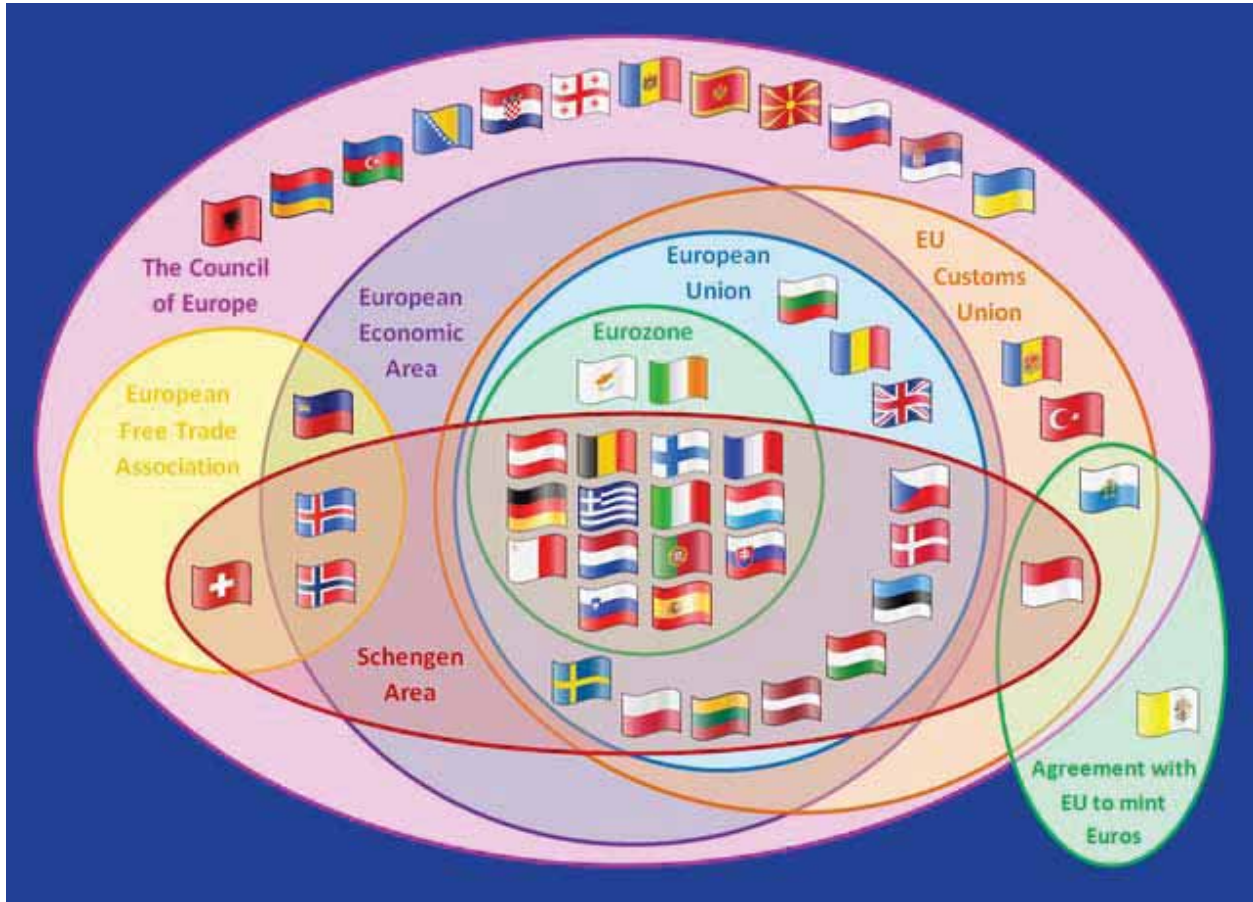 The Council
of Europe
European
Economic
Area
European
Union
EU
Customs
Union
Eurozone
European
Free Trade
Association
Schengen
Area
Agreement with
EU to mint
Euros